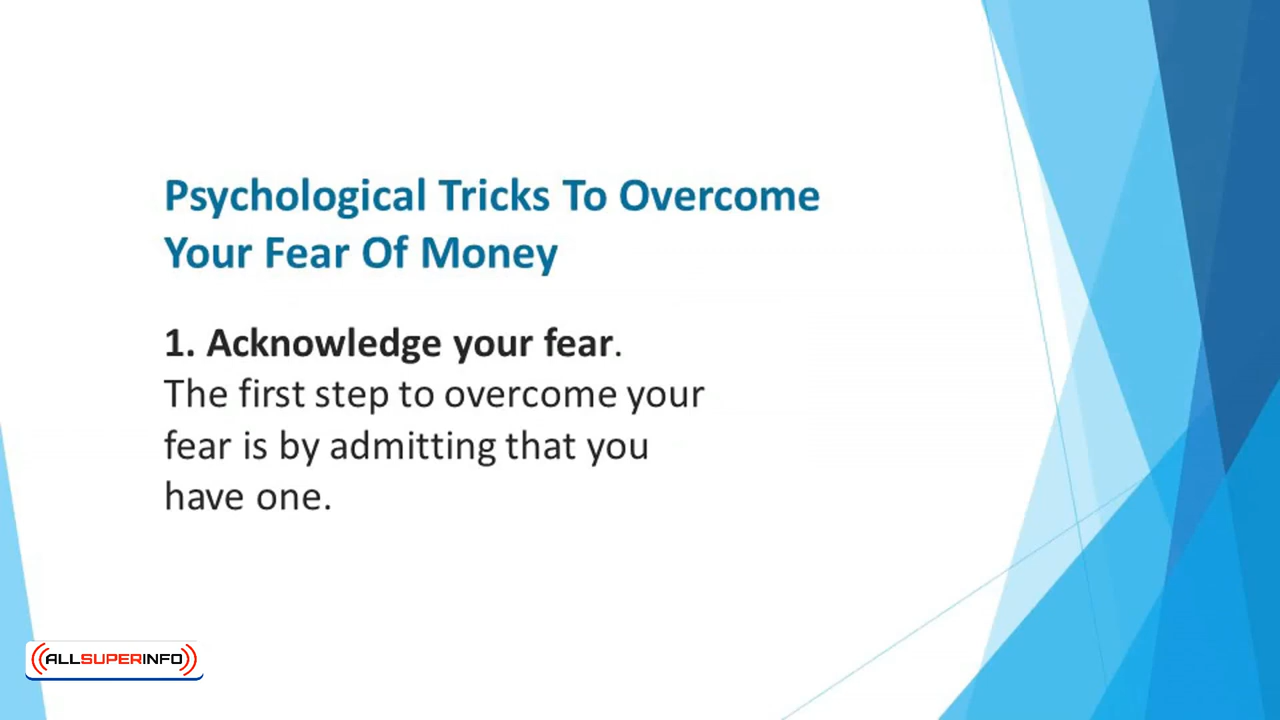 Psychological Tricks To Overcome
Your Fear Of Money
1. Acknowledge your fear.
The first step to overcome your
fear is by admitting that you
have one.
ALLSUPERINFO